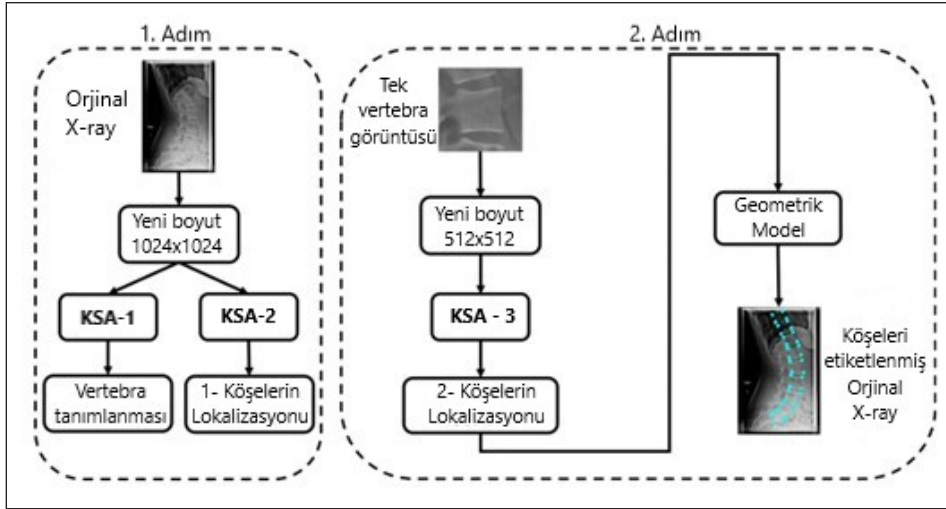 1. Adım
Orjinal
X-ray
Yeni boyut
1024x1024
KSA-1
KSA-2
Vertebra
tanımlanması
1- Köşelerin
Lokalizasyonu
2. Adım
Tek
vertebra
görüntüsü
Yeni boyut
512x512
KSA - 3
2- Köşelerin
Lokalizasyonu
Geometrik
Model
Köşeleri
etiketlenmiş
Orjinal
X-ray